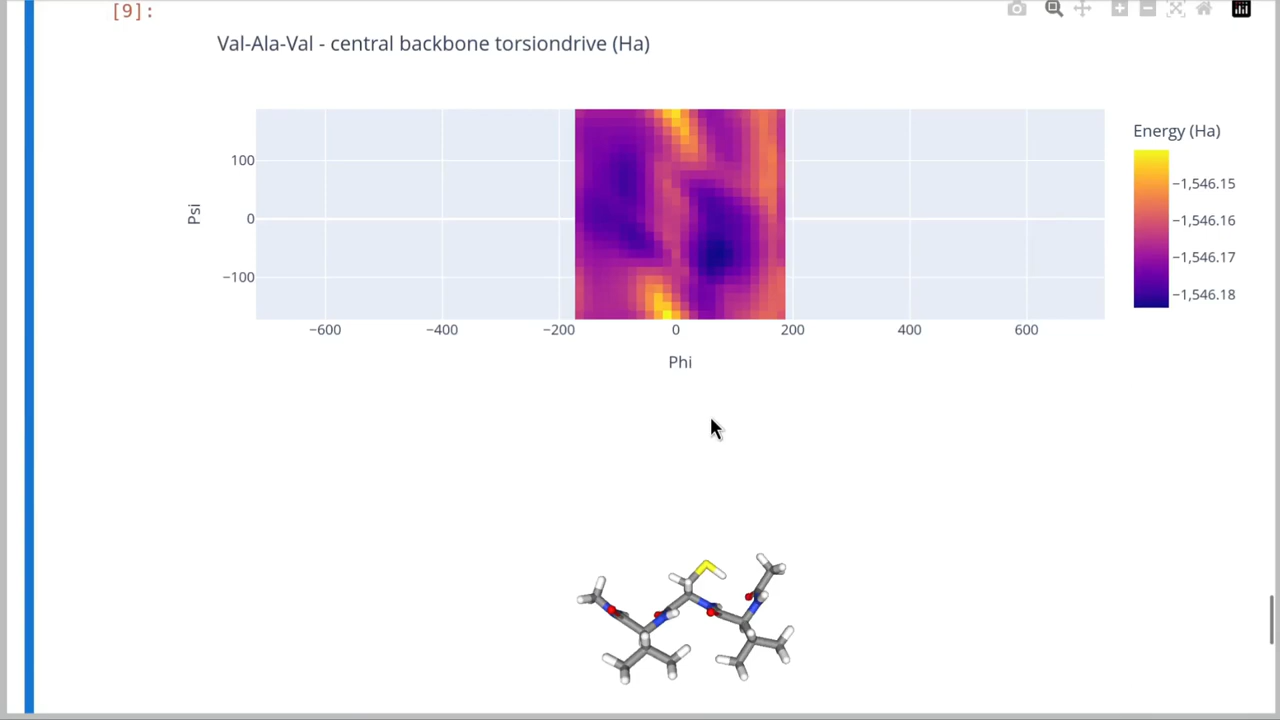 [9]:
Val-Ala-Val - central backbone torsiondrive (Ha)
Energy (Ha)
−1,546.15
−1,546.16
−1,546.17
−1,546.18
Psi
100
0
−100
−600 −400 −200 0 200 400 600
Phi